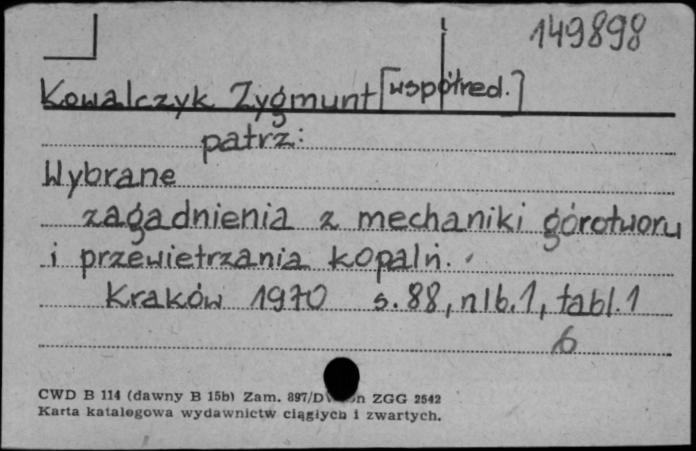 149898
Kowalczyk Zygmunt [współred.]
patrz:
Wybrane
zagadnienia z mechaniki górotworu
i przewietrzania kopalń.
Kraków 1970 s. 88, nlb. 1, tabl. 1
6
CWD B 114 (dawny B 15b) Zam. 897/D ZGG 2542
Karta katalogowa wydawnictw ciągłych i zwartych.